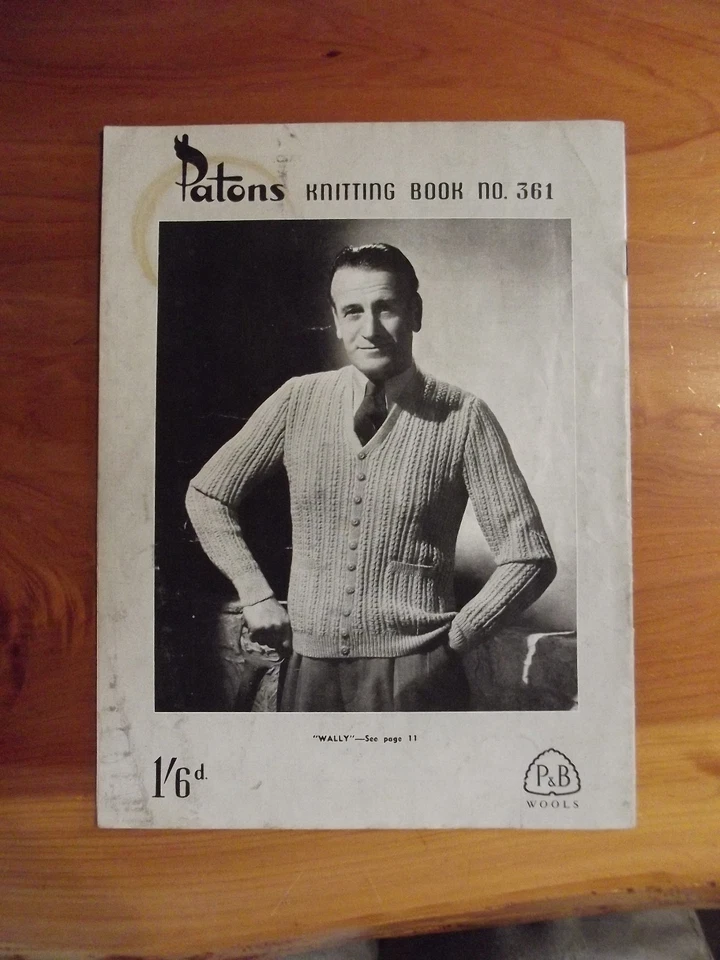 Patons KNITTING BOOK NO. 361
"WALLY"—See page 11
1/6d.
P&B
WOOLS